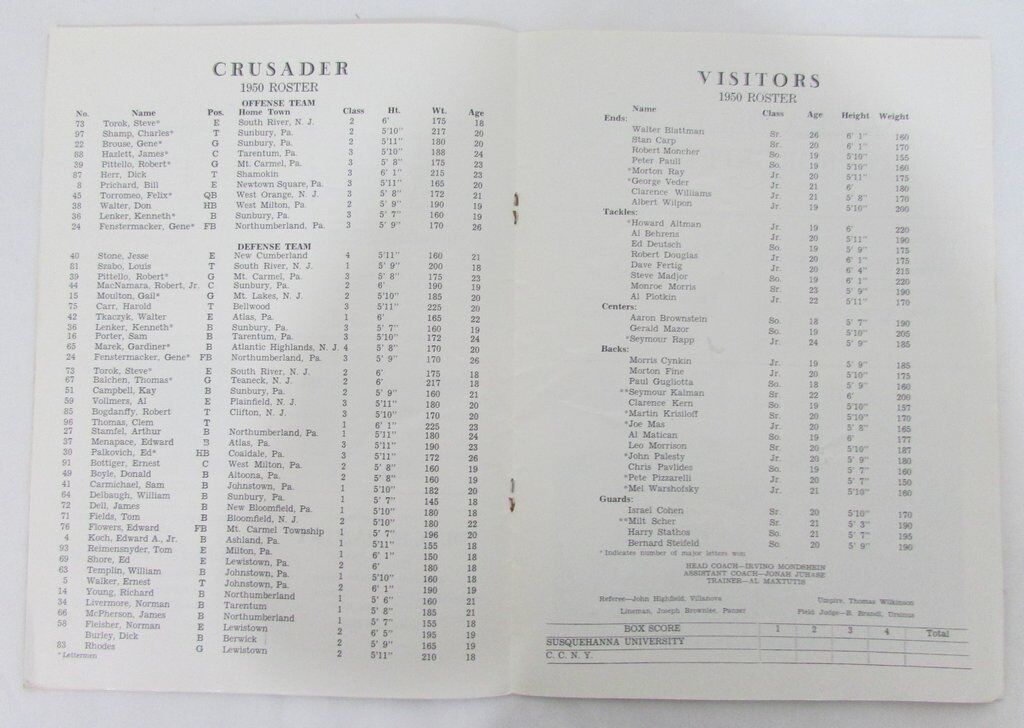 CRUSADER
1950 ROSTER
OFFENSE TEAM
No. Name Pos. Home Town Class Ht. Wt. Age
73 Torok, Steve* E South River, N. J. 2 6' 175 18
97 Shamp, Charles* T Sunbury, Pa. 2 5'10" 217 20
22 Brouse, Gene* G Sunbury, Pa. 2 5'11" 180 20
88 Hazlett, James* C Tarentum, Pa. 3 5'10" 188 24
39 Pittello, Robert* G Mt. Carmel, Pa. 3 5' 8" 175 23
87 Herr, Dick T Shamokin 3 6' 1" 215 23
8 Prichard, Bill E Newtown Square, Pa. 3 5'11" 165 20
45 Torromeo, Felix* QB West Orange, N. J. 3 5' 8" 172 21
38 Walter, Don HB West Milton, Pa. 2 5' 9" 190 19
36 Lenker, Kenneth* B Sunbury, Pa. 3 5' 7" 160 19
24 Fenstermacker, Gene* FB Northumberland, Pa. 3 5' 9" 170 26
DEFENSE TEAM
40 Stone, Jesse E New Cumberland 4 5'11" 160 21
81 Szabo, Louis T South River, N. J. 1 5' 9" 200 18
39 Pittello, Robert* G Mt. Carmel, Pa. 3 5' 8" 175 23
44 MacNamara, Robert, Jr. C Sunbury, Pa. 2 6' 190 19
15 Moulton, Gail* G Mt. Lakes, N. J. 2 5'10" 185 20
75 Carr, Harold T Bellwood 3 5'11" 225 20
42 Tkaczyk, Walter E Atlas, Pa. 1 6' 165 22
36 Lenker, Kenneth* B Sunbury, Pa. 3 5' 7" 160 19
16 Porter, Sam B Tarentum, Pa. 3 5'10" 172 24
65 Marek, Gardiner* B Atlantic Highlands, N. J. 4 5' 8" 170 20
24 Fenstermacker, Gene* FB Northumberland, Pa. 3 5' 9" 170 26
73 Torok, Steve* E South River, N. J. 2 6' 175 18
67 Balchen, Thomas* G Teaneck, N. J. 2 6' 217 18
51 Campbell, Kay B Sunbury, Pa. 2 5' 9" 160 21
59 Vollmers, Al E Plainfield, N. J. 3 5'11" 180 20
85 Bogdanffy, Robert T Clifton, N. J. 3 5'10" 170 20
96 Thomas, Clem T 1 6' 1" 225 23
27 Stamfel, Arthur B Northumberland, Pa. 1 5'11" 180 24
37 Menapace, Edward B Atlas, Pa. 3 5'11" 190 23
30 Palkovich, Ed* HB Coaldale, Pa. 3 5'11" 172 26
91 Bottiger, Ernest C West Milton, Pa. 2 5' 8" 160 19
49 Boyle, Donald B Altoona, Pa. 2 5' 8" 160 19
41 Carmichael, Sam B Johnstown, Pa. 1 5'10" 182 20
64 Delbaugh, William B Sunbury, Pa. 1 5' 7" 145 18
72 Dell, James B New Bloomfield, Pa. 1 5'10" 180 18
71 Fields, Tom B Bloomfield, N. J. 2 5'10" 180 22
76 Flowers, Edward FB Mt. Carmel Township 1 5' 7" 196 20
4 Koch, Edward A., Jr. B Ashland, Pa. 1 5'11" 155 18
93 Reimensnyder, Tom E Milton, Pa. 1 6' 1" 150 18
69 Shore, Ed E Lewistown, Pa. 2 6' 180 18
63 Templin, William B Johnstown, Pa. 1 5'10" 160 18
5 Walker, Ernest T Johnstown, Pa. 2 6' 1" 190 19
14 Young, Richard B Northumberland 1 5' 6" 160 21
34 Livermore, Norman B Tarentum 1 5' 8" 185 21
66 McPherson, James B Northumberland 1 5' 7" 155 18
58 Fleisher, Norman E Lewistown 2 6' 5" 195 19
Burley, Dick B Berwick 2 5' 9" 165 19
83 Rhodes G Lewistown 2 5'11" 210 18
* Lettermen
VISITORS
1950 ROSTER
Name Class Age Height Weight
Ends:
Walter Blattman Sr. 26 6' 1" 160
Stan Carp Sr. 20 6' 1" 170
Robert Moncher So. 19 5'10" 155
Peter Pauli So. 19 5'10" 160
*Morton Ray Jr. 20 5'11" 175
*George Veder Jr. 21 6' 180
Clarence Williams Jr. 21 5' 8" 170
Albert Wilpon Jr. 19 5'10" 200
Tackles:
*Howard Altman Jr. 19 6' 220
Al Behrens Jr. 20 5'11" 190
Ed Deutsch So. 19 5' 9" 175
Robert Douglas Jr. 20 6' 1" 175
Dave Fertig Jr. 20 6' 4" 215
Steve Madjor So. 19 6' 1" 220
Monroe Morris Sr. 23 5' 9" 190
Al Plotkin Jr. 22 5'11" 170
Centers:
Aaron Brownstein So. 18 5' 7" 190
Gerald Mazor So. 19 5'10" 205
*Seymour Rapp Jr. 24 5' 9" 185
Backs:
Morris Cynkin Jr. 19 5' 9" 185
Morton Fine Jr. 20 5'10" 175
Paul Gugliotta So. 18 5' 9" 160
**Seymour Kalman Sr. 22 6' 200
Clarence Kern So. 19 5'10" 157
*Martin Krisiloff Sr. 20 5'10" 170
*Joe Mas Jr. 20 5' 8" 165
Al Matican So. 19 6' 177
Leo Morrison Sr. 20 5'10" 187
*John Palesty Jr. 20 5' 9" 180
Chris Pavlides So. 19 5' 7" 160
*Pete Pizzarelli Jr. 20 5' 7" 150
*Mel Warshofsky Jr. 21 5'10" 160
Guards:
Israel Cohen Sr. 20 5'10" 170
**Milt Scher Sr. 21 5' 3" 190
Harry Stathos So. 21 5' 7" 195
Bernard Steifeld So. 20 5' 9" 190
* Indicates number of major letters won
HEAD COACH—IRVING MONDSHEIN
ASSISTANT COACH—JONAH JUHASE
TRAINER—AL MAXTUTIS
Referee—John Highfield, Villanova Umpire, Thomas Wilkinson
Lineman, Joseph Brownlee, Panzer Field Judge—B. Brandl, Ursinus
BOX SCORE 1 2 3 4 Total
SUSQUEHANNA UNIVERSITY
C. C. N. Y.